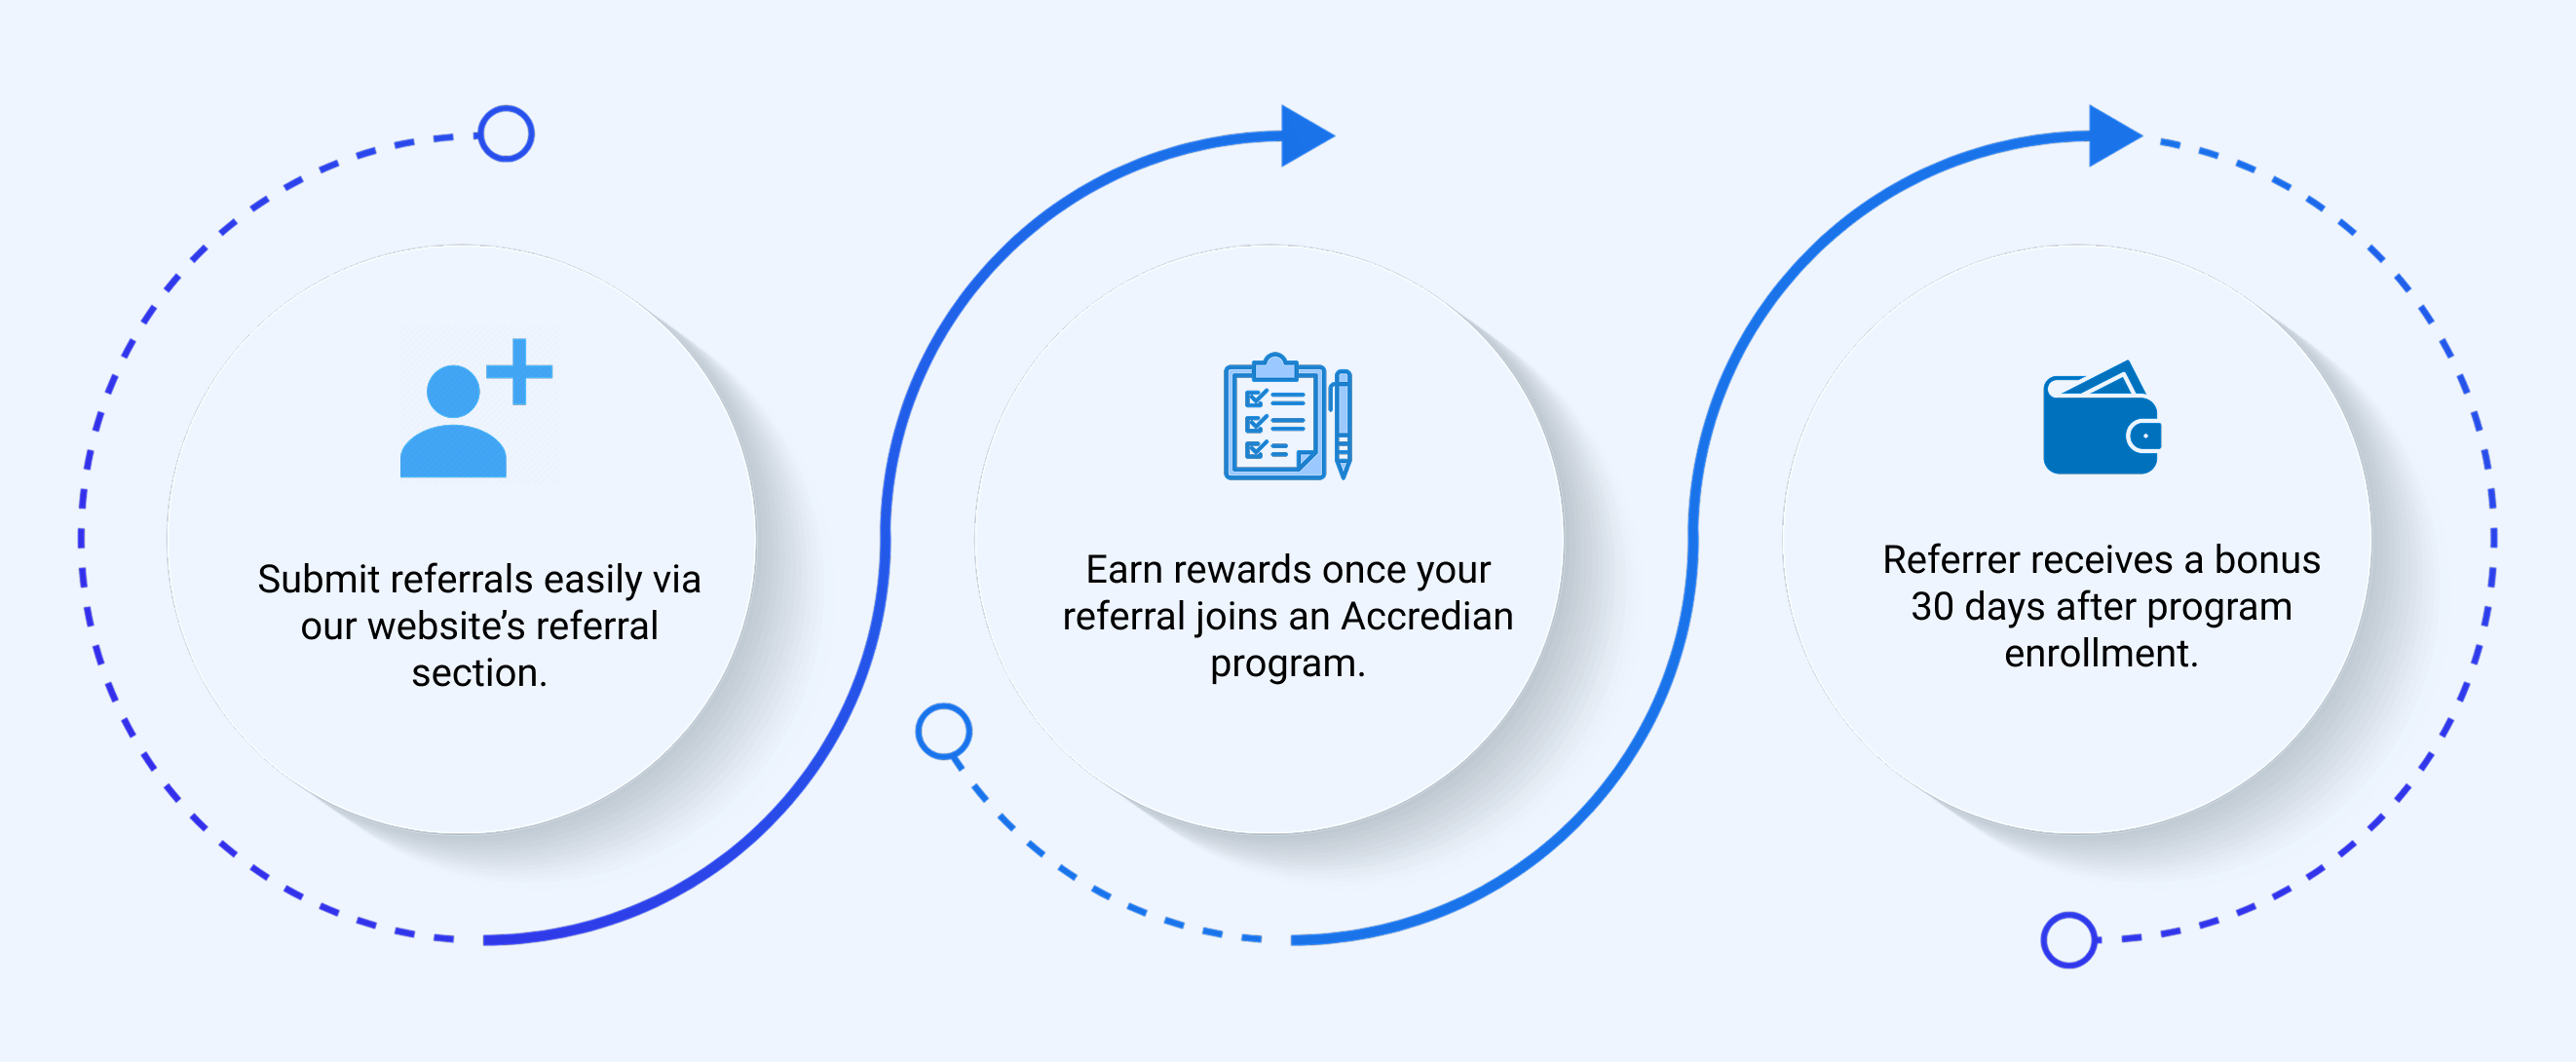 Submit referrals easily via
our website’s referral
section.
Earn rewards once your
referral joins an Accredian
program.
Referrer receives a bonus
30 days after program
enrollment.